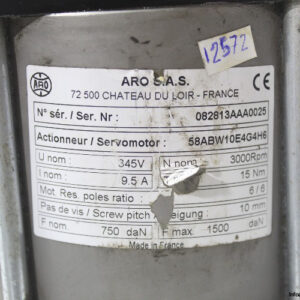 12572
ARO S.A.S.
72 500 CHATEAU DU LOIR - FRANCE
ARO
CE
N° sér. / Ser. Nr : 082813AAA0025
Actionneur / Servomotor : 58ABW10E4G4H6
U nom : 345V N nom 3000Rpm
I nom : 9.5 A 15 Nm
Mot. Res. poles ratio : 6 / 6
Pas de vis / Screw pitch / Steigung : 10 mm
F nom 750 daN F max 1500 daN
Made in France